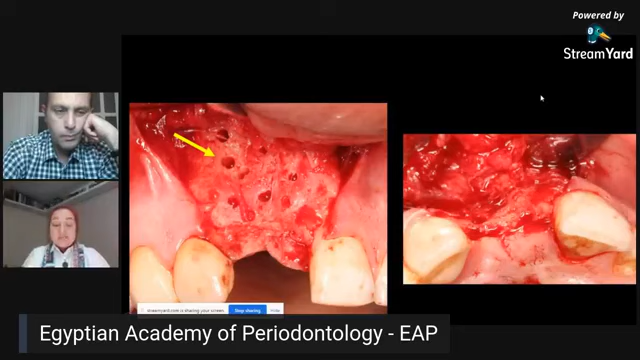 Powered by
StreamYard
streamyard.com is sharing your screen.
Stop sharing
Hide
Egyptian Academy of Periodontology - EAP